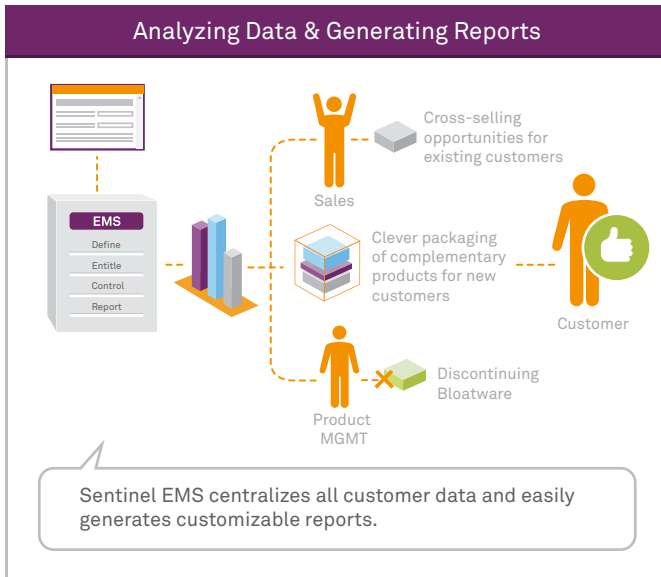 Analyzing Data & Generating Reports
Cross-selling
opportunities for
existing customers
Sales
EMS
Define
Entitle
Control
Report
Clever packaging
of complementary
products for new
customers
Customer
Discontinuing
Bloatware
Product
MGMT
Sentinel EMS centralizes all customer data and easily
generates customizable reports.